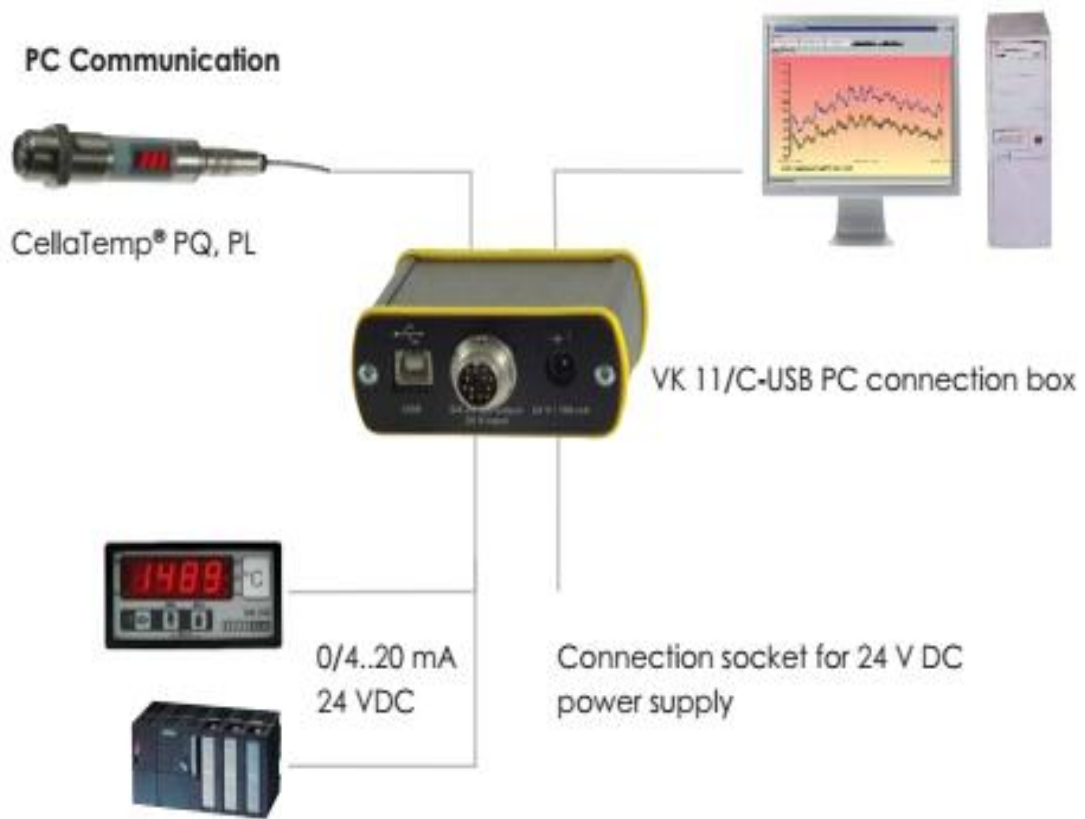 PC Communication
CellaTemp® PQ, PL
USB
VK 11/C-USB PC connection box
1489
°C
0/4..20 mA
24 VDC
Connection socket for 24 V DC
power supply